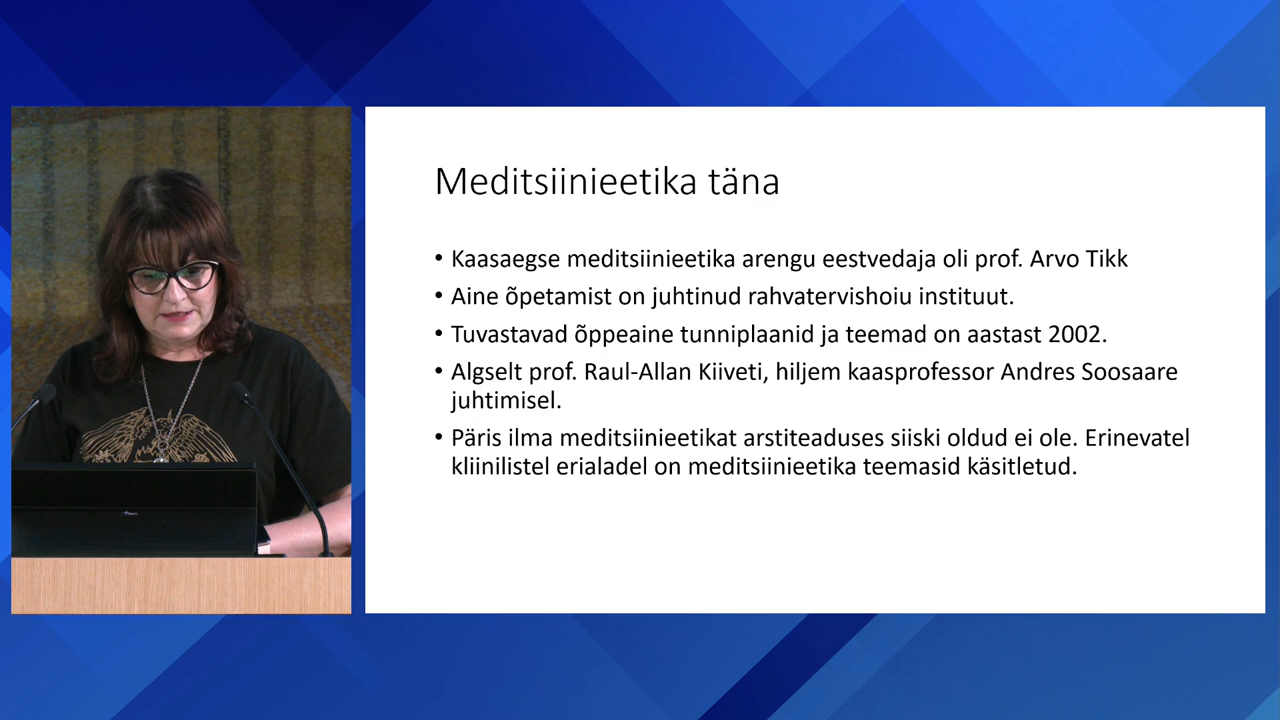 Meditsiinieetika täna
• Kaasaegse meditsiinieetika arengu eestvedaja oli prof. Arvo Tikk
• Aine õpetamist on juhtinud rahvatervishoiu instituut.
• Tuvastavad õppeaine tunniplaanid ja teemad on aastast 2002.
• Algselt prof. Raul-Allan Kiiveti, hiljem kaasprofessor Andres Soosaare
juhtimisel.
• Päris ilma meditsiinieetikat arstiteaduses siiski oldud ei ole. Erinevatel
kliinilistel erialadel on meditsiinieetika teemasid käsitletud.